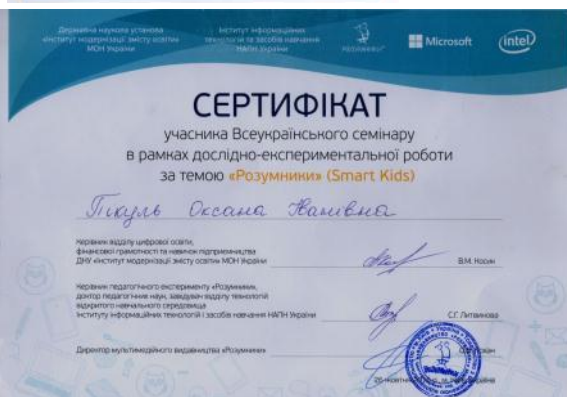 Державна наукова установа
«Інститут модернізації змісту освіти»
МОН України
Інститут інформаційних
технологій та засобів навчання
НАПН України
Microsoft
intel
СЕРТИФІКАТ
учасника Всеукраїнського семінару
в рамках дослідно-експериментальної роботи
за темою «Розумники» (Smart Kids)
Пікуль Оксана Іванівна
Керівник відділу цифрової освіти,
фінансової грамотності та навичок підприємництва
ДНУ «Інститут модернізації змісту освіти» МОН України
В.М. Носик
Керівник педагогічного експерименту «Розумники»,
доктор педагогічних наук, завідувач відділу технологій
відкритого навчального середовища
Інституту інформаційних технологій і засобів навчання НАПН України
С.Г. Литвинова
Директор мультимедійного видавництва «Розумники»